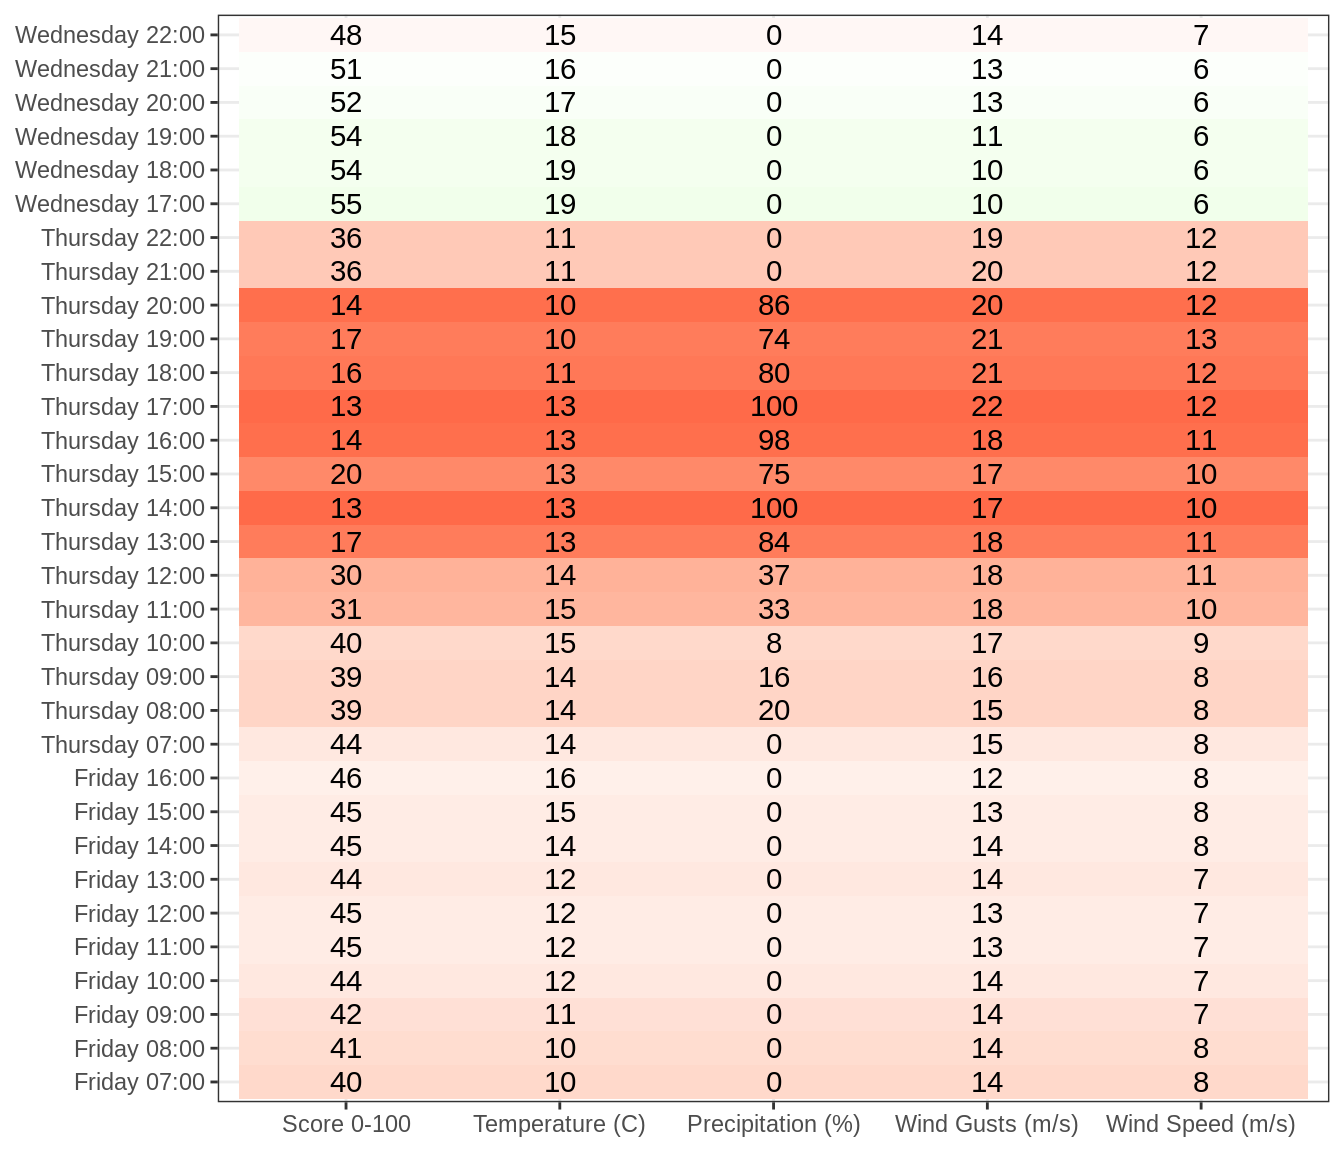 Wednesday 22:00 48 15 0 14 7
Wednesday 21:00 51 16 0 13 6
Wednesday 20:00 52 17 0 13 6
Wednesday 19:00 54 18 0 11 6
Wednesday 18:00 54 19 0 10 6
Wednesday 17:00 55 19 0 10 6
Thursday 22:00 36 11 0 19 12
Thursday 21:00 36 11 0 20 12
Thursday 20:00 14 10 86 20 12
Thursday 19:00 17 10 74 21 13
Thursday 18:00 16 11 80 21 12
Thursday 17:00 13 13 100 22 12
Thursday 16:00 14 13 98 18 11
Thursday 15:00 20 13 75 17 10
Thursday 14:00 13 13 100 17 10
Thursday 13:00 17 13 84 18 11
Thursday 12:00 30 14 37 18 11
Thursday 11:00 31 15 33 18 10
Thursday 10:00 40 15 8 17 9
Thursday 09:00 39 14 16 16 8
Thursday 08:00 39 14 20 15 8
Thursday 07:00 44 14 0 15 8
Friday 16:00 46 16 0 12 8
Friday 15:00 45 15 0 13 8
Friday 14:00 45 14 0 14 8
Friday 13:00 44 12 0 14 7
Friday 12:00 45 12 0 13 7
Friday 11:00 45 12 0 13 7
Friday 10:00 44 12 0 14 7
Friday 09:00 42 11 0 14 7
Friday 08:00 41 10 0 14 8
Friday 07:00 40 10 0 14 8
Score 0-100 Temperature (C) Precipitation (%) Wind Gusts (m/s) Wind Speed (m/s)